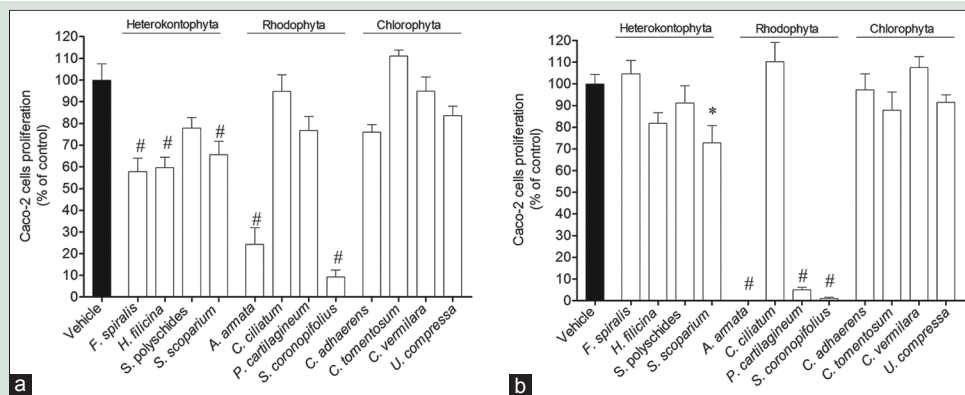 Heterokontophyta Rhodophyta Chlorophyta
Caco-2 cells proliferation
(% of control)
120
110
100
90
80
70
60
50
40
30
20
10
0
# # # # #
Vehicle
F. spiralis
H. filicina
S. polyschides
S. scoparium
A. armata
C. ciliatum
P. cartilagineum
S. coronopifolius
C. adhaerens
C. tomentosum
C. vermilara
U. compressa
a
Heterokontophyta Rhodophyta Chlorophyta
Caco-2 cells proliferation
(% of control)
120
110
100
90
80
70
60
50
40
30
20
10
0
* # # #
Vehicle
F. spiralis
H. filicina
S. polyschides
S. scoparium
A. armata
C. ciliatum
P. cartilagineum
S. coronopifolius
C. adhaerens
C. tomentosum
C. vermilara
U. compressa
b